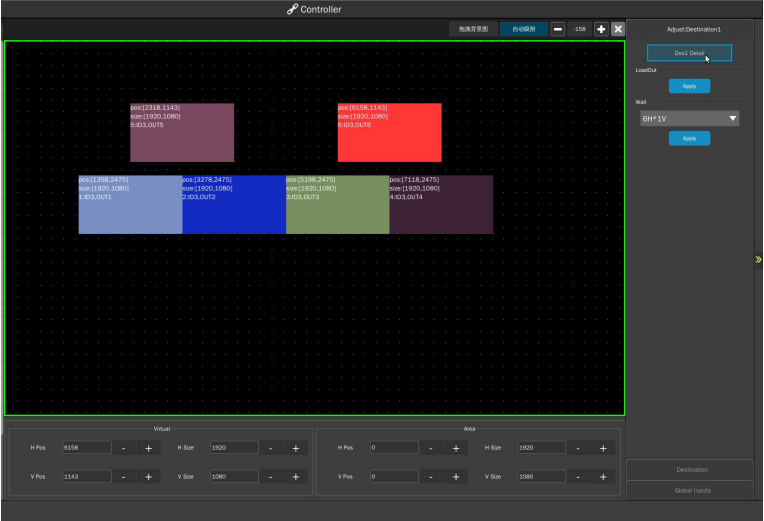 Controller
拖拽背景图
自动吸附
-158
Adjust:Destination1
Des1 Detail
LoadOut
Apply
Wall
6H*1V
Apply
pos:[2318,1143]
size:[1920,1080]
5:ID3,OUT5
pos:[6158,1143]
size:[1920,1080]
6:ID3,OUT6
pos:[1358,2475]
size:[1920,1080]
1:ID3,OUT1
pos:[3278,2475]
size:[1920,1080]
2:ID3,OUT2
pos:[5198,2475]
size:[1920,1080]
3:ID3,OUT3
pos:[7118,2475]
size:[1920,1080]
4:ID3,OUT4
Virtual
H Pos 6158 - + H Size 1920 - +
V Pos 1143 - + V Size 1080 - +
Area
H Pos 0 - + H Size 1920 - +
V Pos 0 - + V Size 1080 - +
Destination
Global Inputs